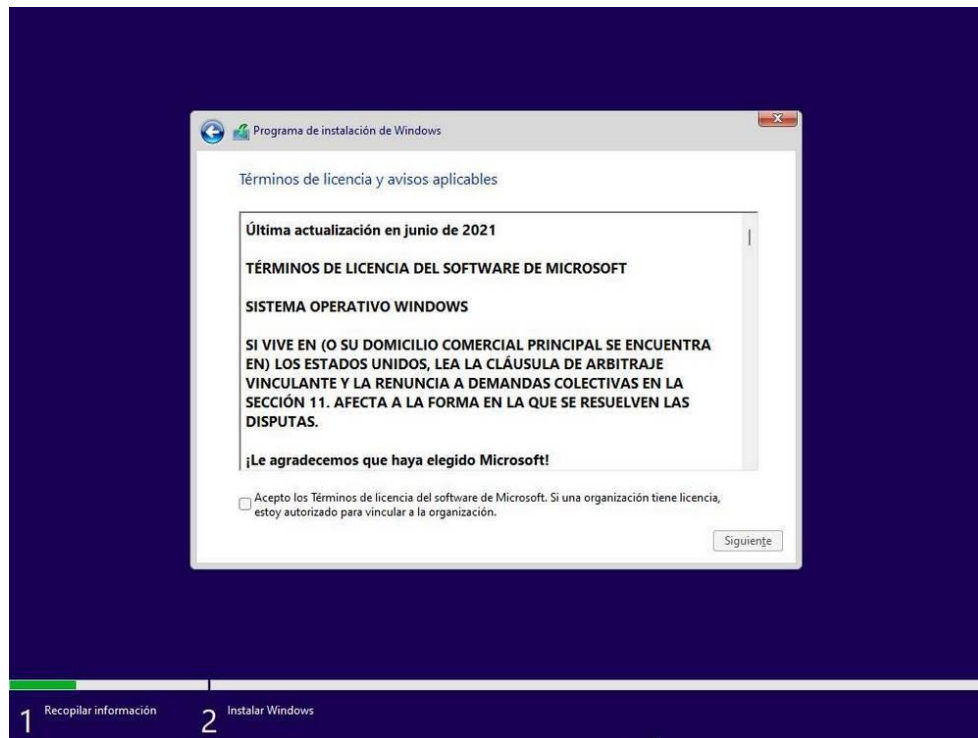 Programa de instalación de Windows
Términos de licencia y avisos aplicables
Última actualización en junio de 2021
TÉRMINOS DE LICENCIA DEL SOFTWARE DE MICROSOFT
SISTEMA OPERATIVO WINDOWS
SI VIVE EN (O SU DOMICILIO COMERCIAL PRINCIPAL SE ENCUENTRA
EN) LOS ESTADOS UNIDOS, LEA LA CLÁUSULA DE ARBITRAJE
VINCULANTE Y LA RENUNCIA A DEMANDAS COLECTIVAS EN LA
SECCIÓN 11. AFECTA A LA FORMA EN LA QUE SE RESUELVEN LAS
DISPUTAS.
¡Le agradecemos que haya elegido Microsoft!
Acepto los Términos de licencia del software de Microsoft. Si una organización tiene licencia,
estoy autorizado para vincular a la organización.
Siguiente
1 Recopilar información
2 Instalar Windows